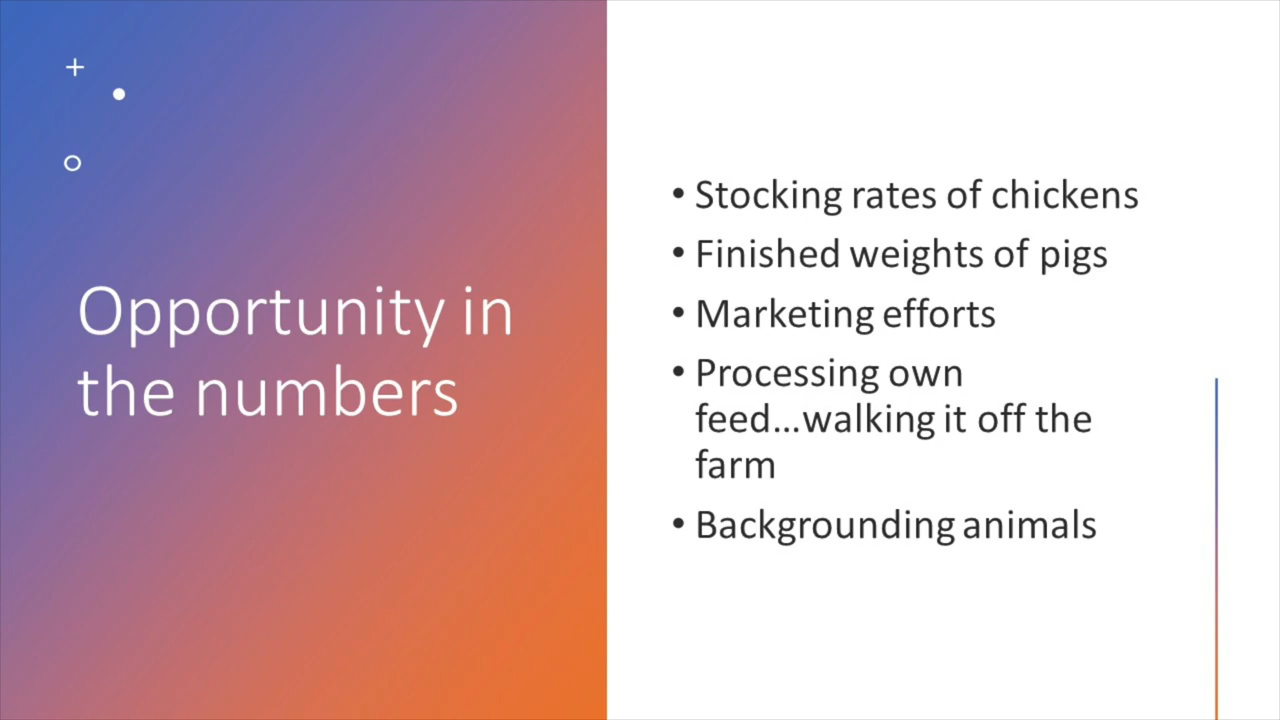 Opportunity in
the numbers
• Stocking rates of chickens
• Finished weights of pigs
• Marketing efforts
• Processing own
feed...walking it off the
farm
• Backgrounding animals